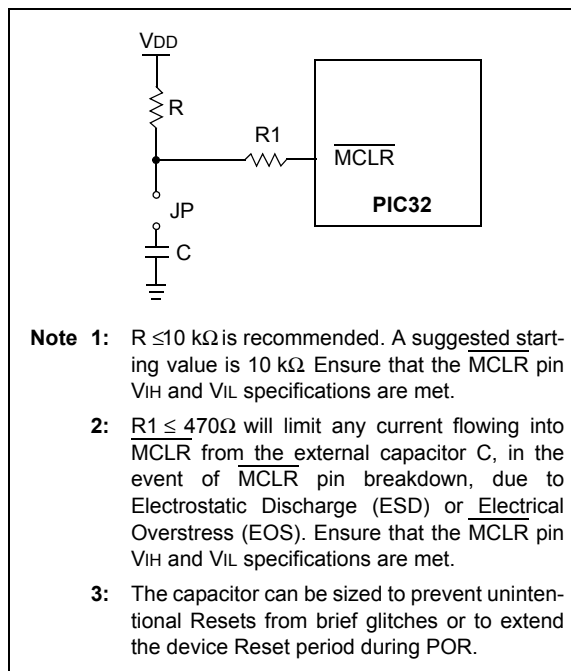 VDD
R
R1
MCLR
JP
PIC32
C
Note 1: R ≤10 kΩ is recommended. A suggested start-
ing value is 10 kΩ. Ensure that the MCLR pin
VIH and VIL specifications are met.
2: R1 ≤ 470Ω will limit any current flowing into
MCLR from the external capacitor C, in the
event of MCLR pin breakdown, due to
Electrostatic Discharge (ESD) or Electrical
Overstress (EOS). Ensure that the MCLR pin
VIH and VIL specifications are met.
3: The capacitor can be sized to prevent uninten-
tional Resets from brief glitches or to extend
the device Reset period during POR.